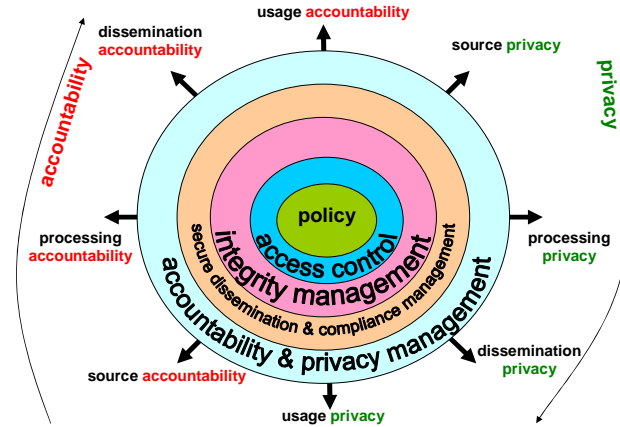 usage accountability
dissemination
accountability
source privacy
accountability
privacy
policy
access control
integrity management
secure dissemination & compliance management
accountability & privacy management
processing
accountability
processing
privacy
source accountability
dissemination
privacy
usage privacy